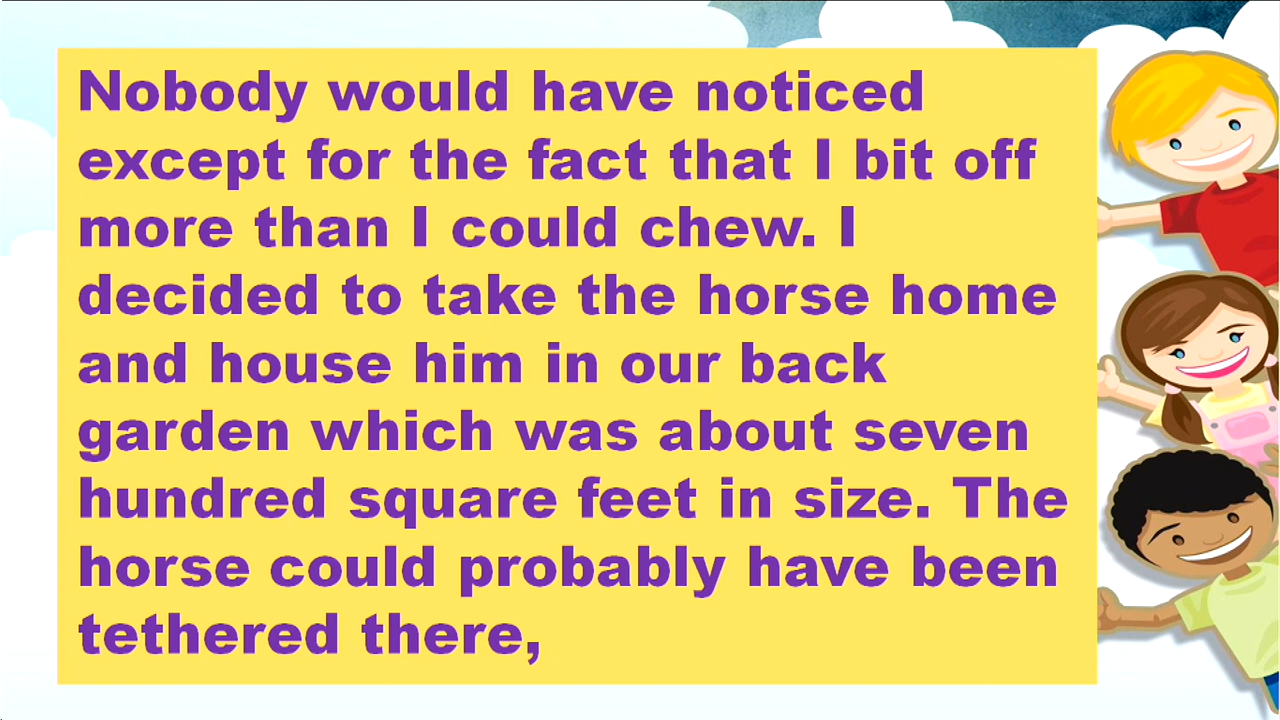 Nobody would have noticed
except for the fact that I bit off
more than I could chew. I
decided to take the horse home
and house him in our back
garden which was about seven
hundred square feet in size. The
horse could probably have been
tethered there,